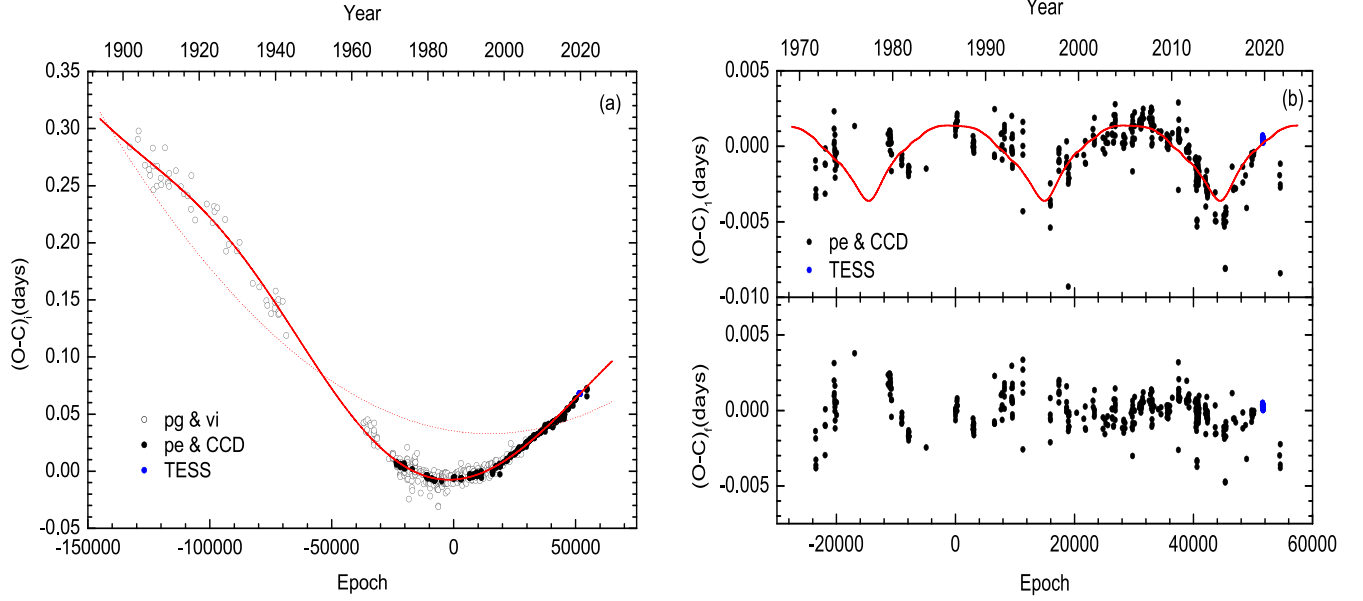 Year
1900 1920 1940 1960 1980 2000 2020
0.35
0.30
0.25
0.20
0.15
0.10
0.05
0.00
-0.05
(O-C)i(days)
(a)
pg & vi
pe & CCD
TESS
-150000 -100000 -50000 0 50000
Epoch
Year
1970 1980 1990 2000 2010 2020
0.005
0.000
-0.005
-0.010
(O-C)1(days)
(b)
pe & CCD
TESS
0.005
0.000
-0.005
(O-C)f(days)
-20000 0 20000 40000 60000
Epoch